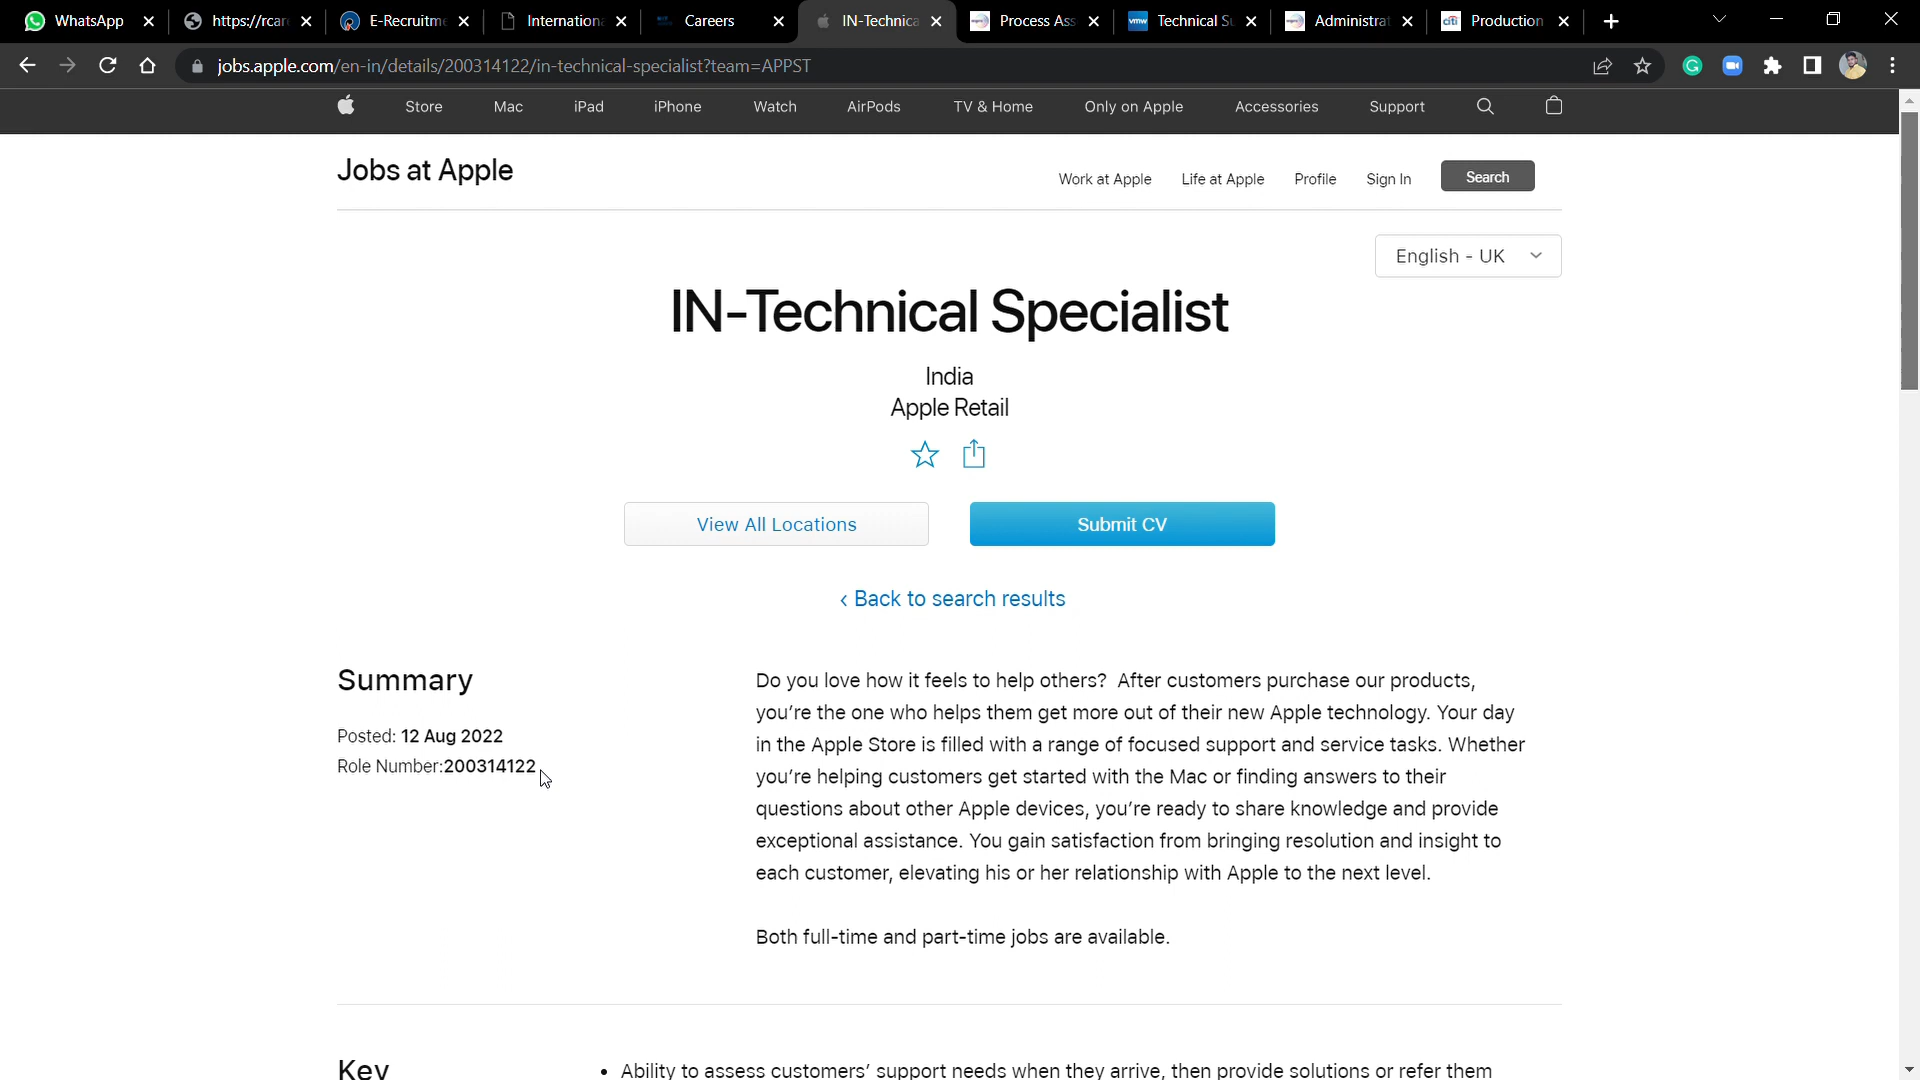 WhatsApp
https://rcar
E-Recruitme
Internationa
Careers
IN-Technica
Process Ass
vmw
Technical Su
Administrat
citi
Production
jobs.apple.com/en-in/details/200314122/in-technical-specialist?team=APPST
Store
Mac
iPad
iPhone
Watch
AirPods
TV & Home
Only on Apple
Accessories
Support
Jobs at Apple
Work at Apple
Life at Apple
Profile
Sign In
Search
English - UK
IN-Technical Specialist
India
Apple Retail
View All Locations
Submit CV
‹ Back to search results
Summary
Posted: 12 Aug 2022
Role Number:200314122
Do you love how it feels to help others?  After customers purchase our products,
you’re the one who helps them get more out of their new Apple technology. Your day
in the Apple Store is filled with a range of focused support and service tasks. Whether
you’re helping customers get started with the Mac or finding answers to their
questions about other Apple devices, you’re ready to share knowledge and provide
exceptional assistance. You gain satisfaction from bringing resolution and insight to
each customer, elevating his or her relationship with Apple to the next level.
Both full-time and part-time jobs are available.
Key
• Ability to assess customers’ support needs when they arrive, then provide solutions or refer them